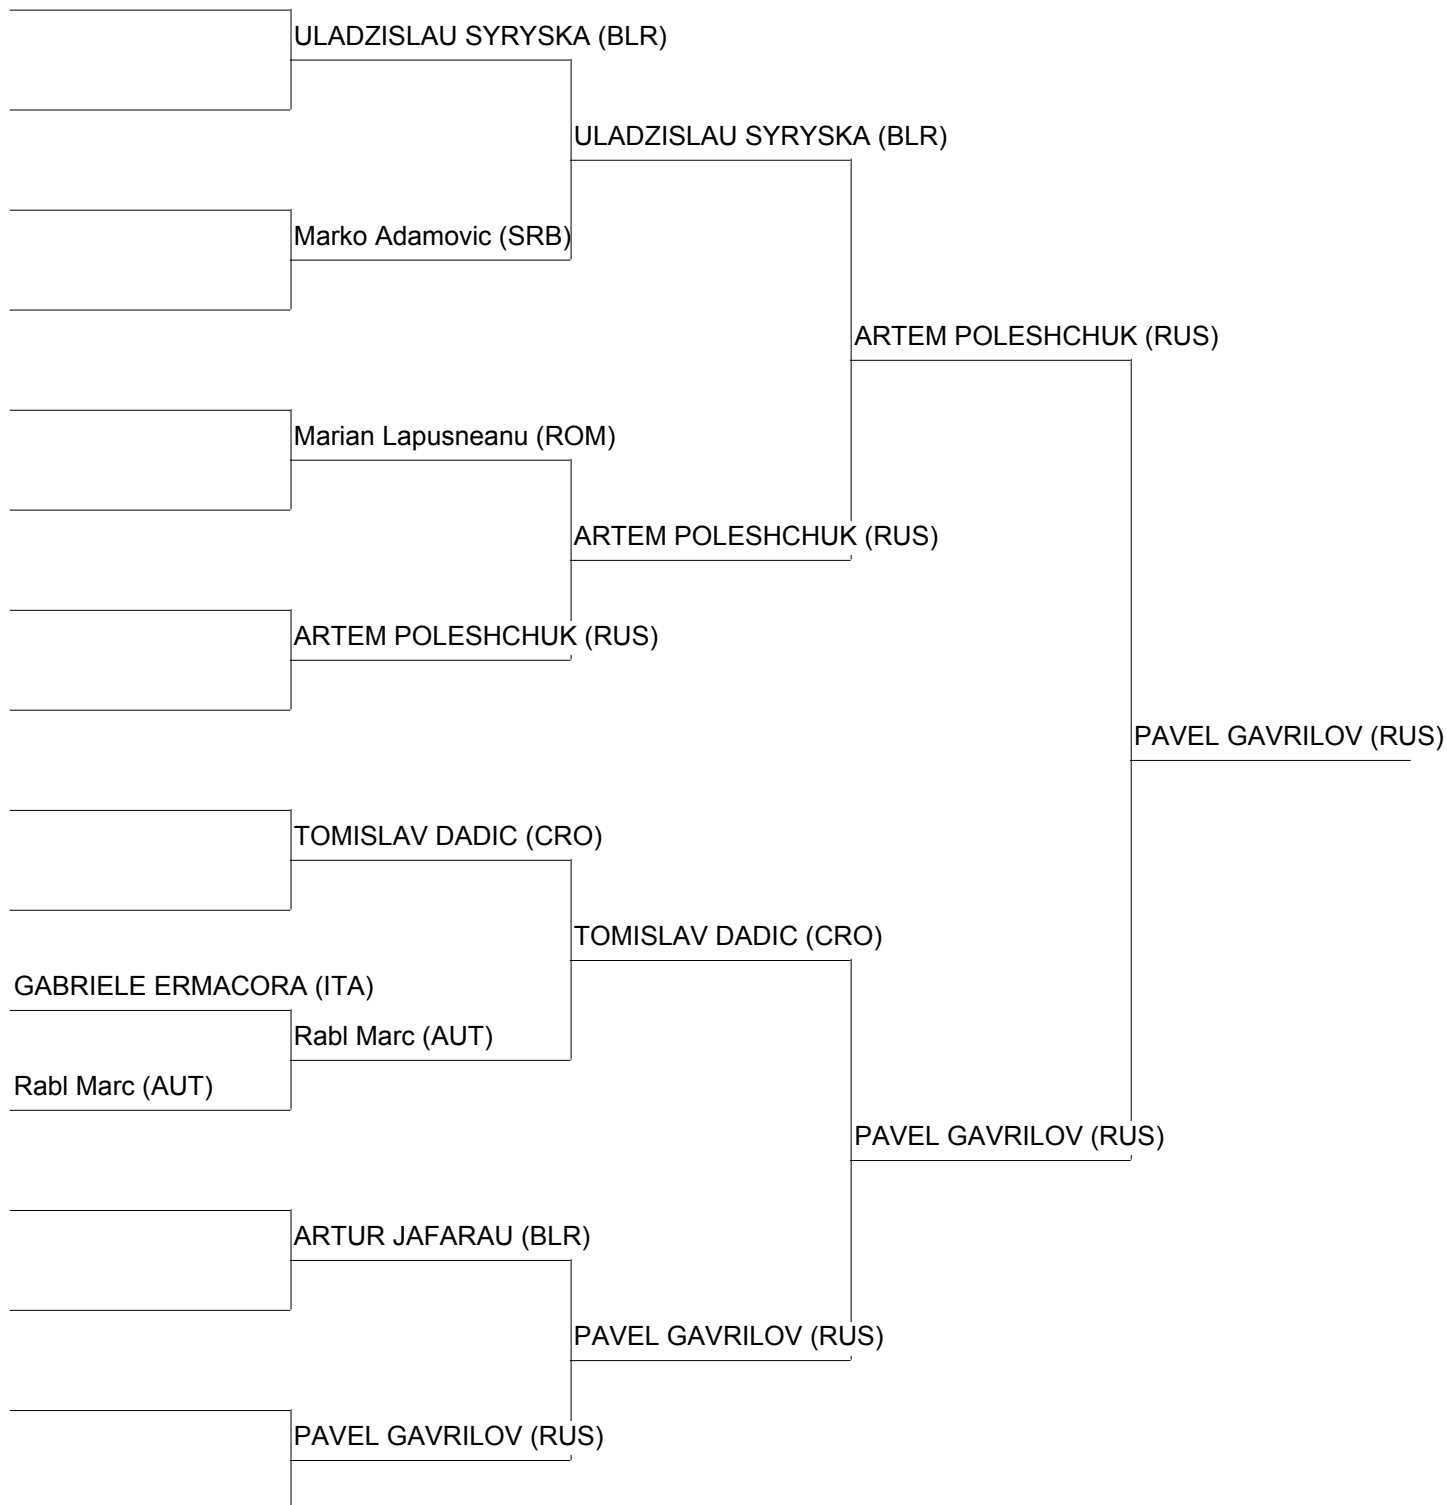 ULADZISLAU SYRYSKA (BLR)
ULADZISLAU SYRYSKA (BLR)
Marko Adamovic (SRB)
ARTEM POLESHCHUK (RUS)
Marian Lapusneanu (ROM)
ARTEM POLESHCHUK (RUS)
ARTEM POLESHCHUK (RUS)
PAVEL GAVRILOV (RUS)
TOMISLAV DADIC (CRO)
TOMISLAV DADIC (CRO)
GABRIELE ERMACORA (ITA)
Rabl Marc (AUT)
Rabl Marc (AUT)
PAVEL GAVRILOV (RUS)
ARTUR JAFARAU (BLR)
PAVEL GAVRILOV (RUS)
PAVEL GAVRILOV (RUS)